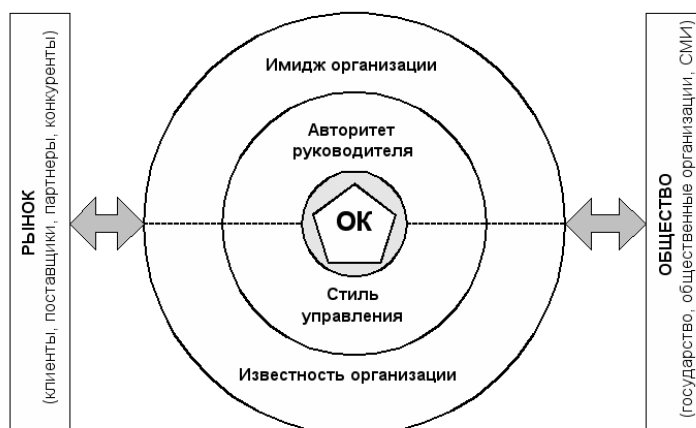 РЫНОК
(клиенты, поставщики, партнеры, конкуренты)
Имидж организации
Авторитет
руководителя
ОК
Стиль
управления
Известность организации
ОБЩЕСТВО
(государство, общественные организации, СМИ)